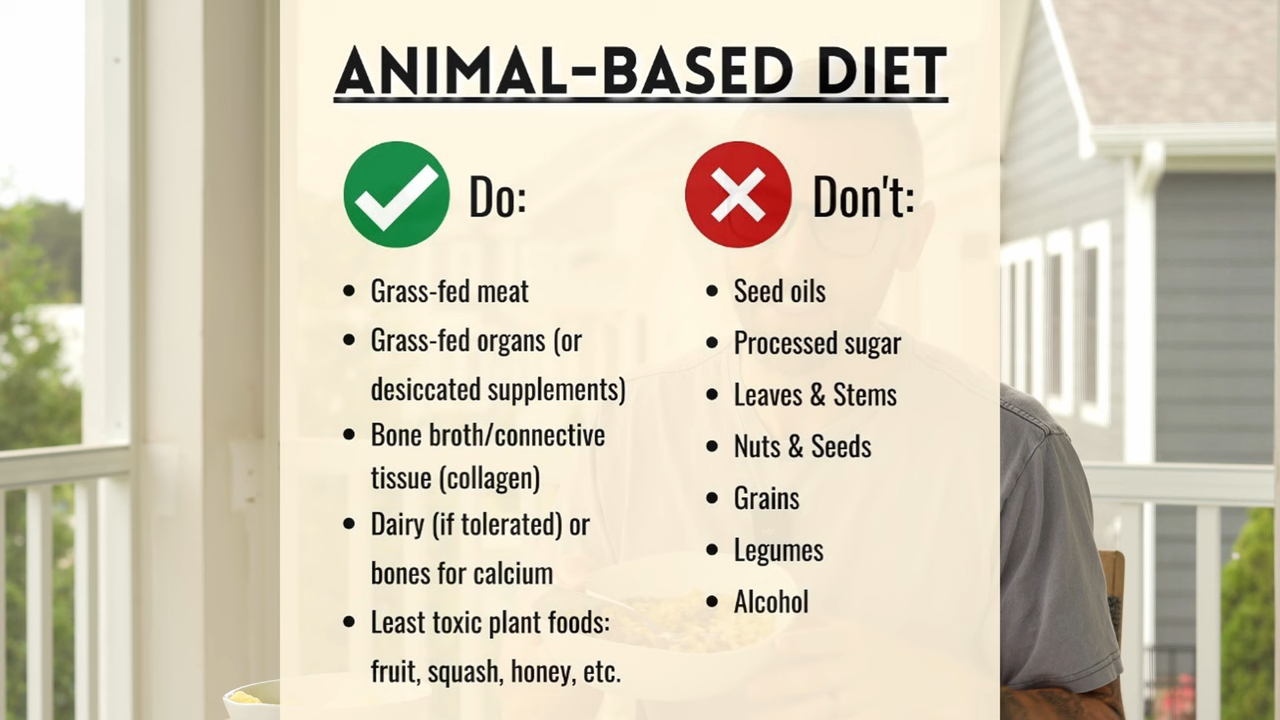 ANIMAL-BASED DIET
Do:
Grass-fed meat
Grass-fed organs (or
desiccated supplements)
Bone broth/connective
tissue (collagen)
Dairy (if tolerated) or
bones for calcium
Least toxic plant foods:
fruit, squash, honey, etc.
Don't:
Seed oils
Processed sugar
Leaves & Stems
Nuts & Seeds
Grains
Legumes
Alcohol